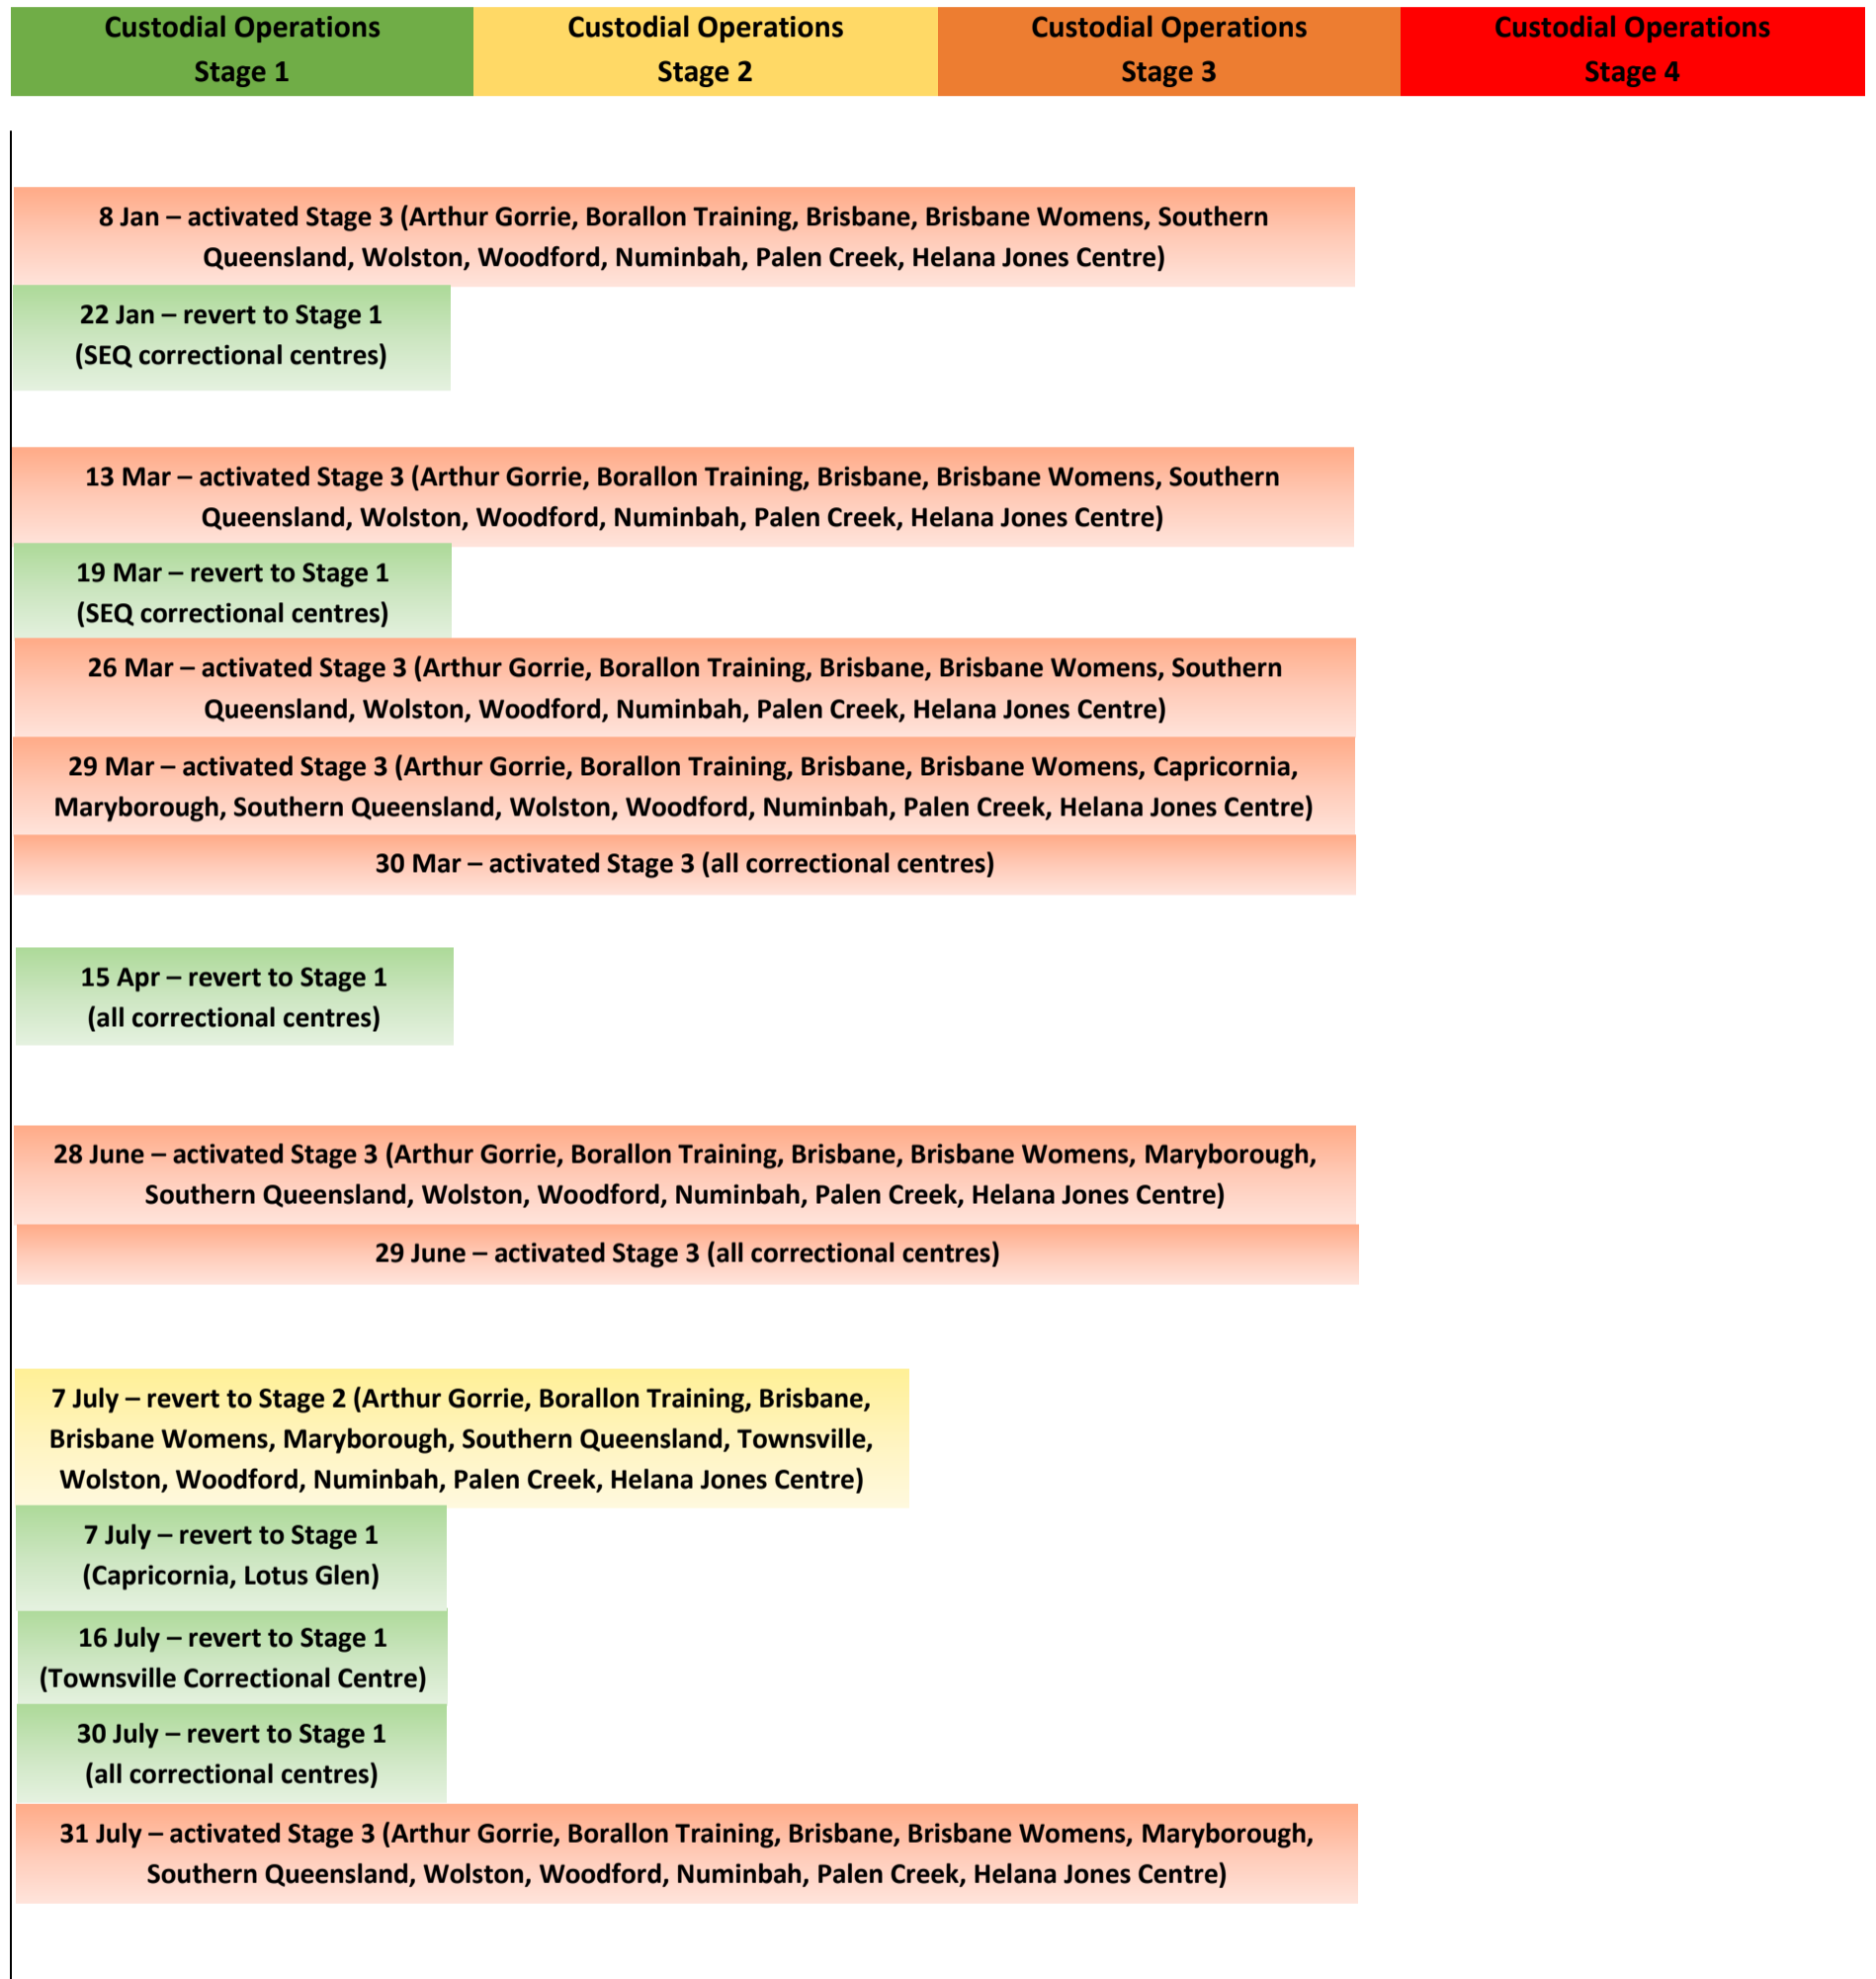 Custodial Operations
Stage 1
Custodial Operations
Stage 2
Custodial Operations
Stage 3
Custodial Operations
Stage 4
8 Jan – activated Stage 3 (Arthur Gorrie, Borallon Training, Brisbane, Brisbane Womens, Southern
Queensland, Wolston, Woodford, Numinbah, Palen Creek, Helana Jones Centre)
22 Jan – revert to Stage 1
(SEQ correctional centres)
13 Mar – activated Stage 3 (Arthur Gorrie, Borallon Training, Brisbane, Brisbane Womens, Southern
Queensland, Wolston, Woodford, Numinbah, Palen Creek, Helana Jones Centre)
19 Mar – revert to Stage 1
(SEQ correctional centres)
26 Mar – activated Stage 3 (Arthur Gorrie, Borallon Training, Brisbane, Brisbane Womens, Southern
Queensland, Wolston, Woodford, Numinbah, Palen Creek, Helana Jones Centre)
29 Mar – activated Stage 3 (Arthur Gorrie, Borallon Training, Brisbane, Brisbane Womens, Capricornia,
Maryborough, Southern Queensland, Wolston, Woodford, Numinbah, Palen Creek, Helana Jones Centre)
30 Mar – activated Stage 3 (all correctional centres)
15 Apr – revert to Stage 1
(all correctional centres)
28 June – activated Stage 3 (Arthur Gorrie, Borallon Training, Brisbane, Brisbane Womens, Maryborough,
Southern Queensland, Wolston, Woodford, Numinbah, Palen Creek, Helana Jones Centre)
29 June – activated Stage 3 (all correctional centres)
7 July – revert to Stage 2 (Arthur Gorrie, Borallon Training, Brisbane,
Brisbane Womens, Maryborough, Southern Queensland, Townsville,
Wolston, Woodford, Numinbah, Palen Creek, Helana Jones Centre)
7 July – revert to Stage 1
(Capricornia, Lotus Glen)
16 July – revert to Stage 1
(Townsville Correctional Centre)
30 July – revert to Stage 1
(all correctional centres)
31 July – activated Stage 3 (Arthur Gorrie, Borallon Training, Brisbane, Brisbane Womens, Maryborough,
Southern Queensland, Wolston, Woodford, Numinbah, Palen Creek, Helana Jones Centre)